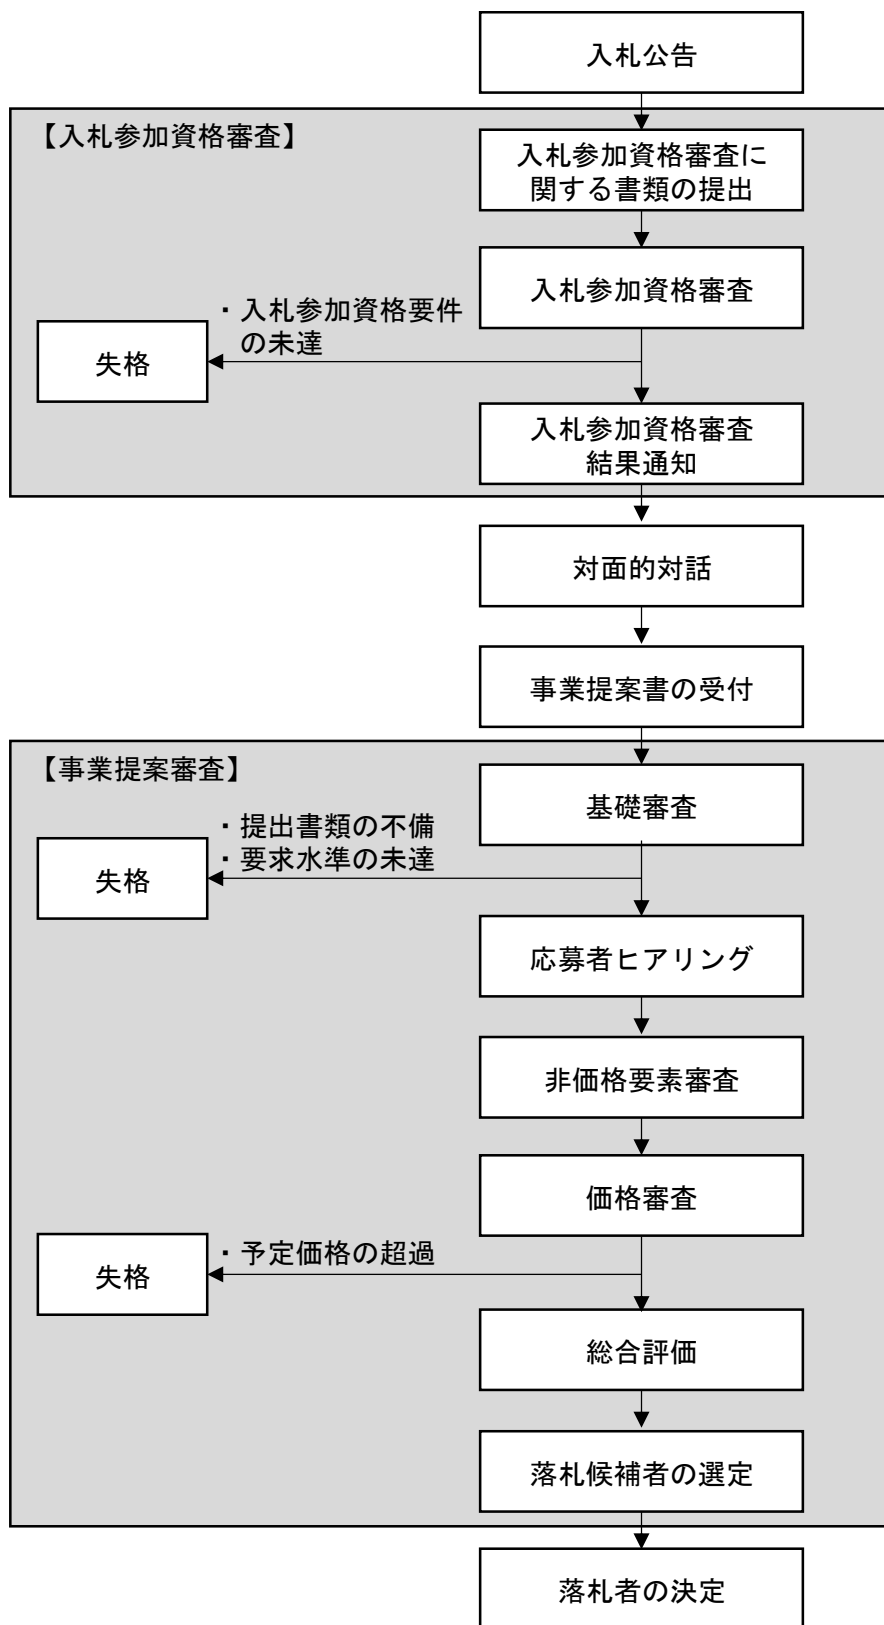 入札公告
【入札参加資格審査】
入札参加資格審査に
関する書類の提出
入札参加資格審査
・入札参加資格要件
の未達
失格
入札参加資格審査
結果通知
対面的対話
事業提案書の受付
【事業提案審査】
基礎審査
・提出書類の不備
・要求水準の未達
失格
応募者ヒアリング
非価格要素審査
価格審査
・予定価格の超過
失格
総合評価
落札候補者の選定
落札者の決定